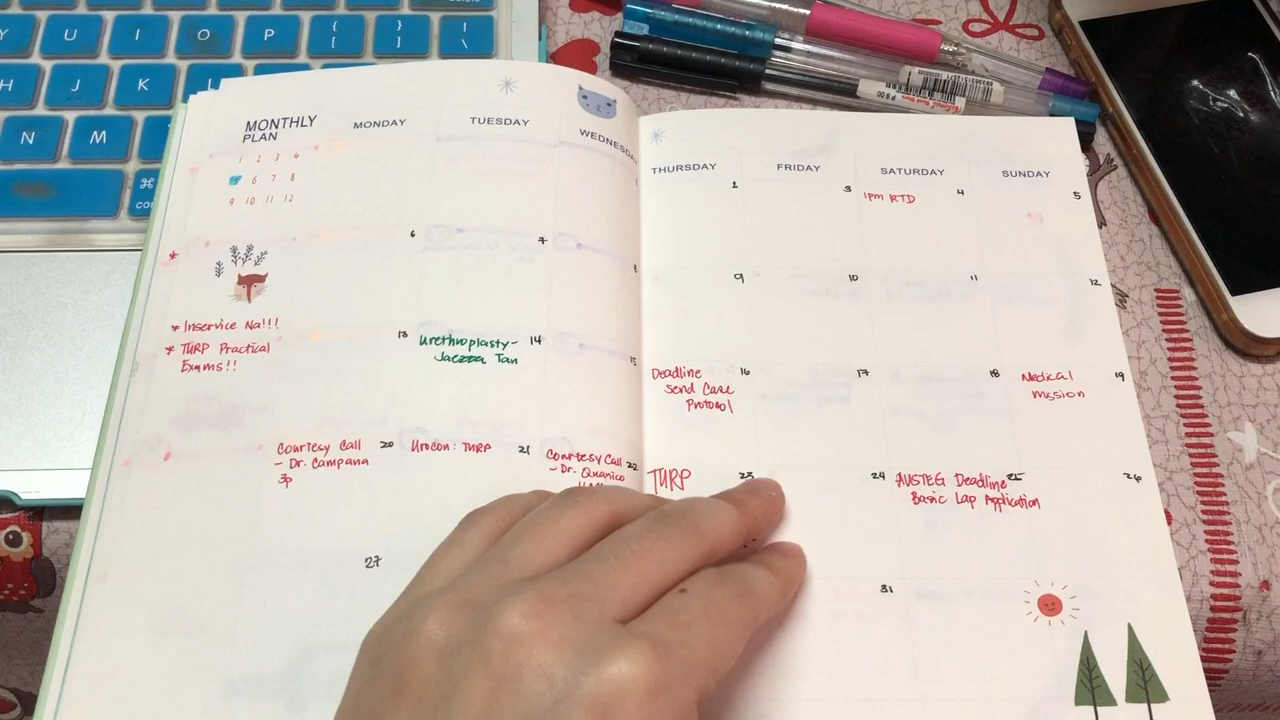 Y U I O P { [ } ] | \
H J K
N M ⌘
MONTHLY
PLAN
MONDAY
TUESDAY
WEDNESDAY
THURSDAY
FRIDAY
SATURDAY
SUNDAY
1 2 3 4
5 6 7 8
9 10 11 12
1
2
3
1pm RTD
4
5
6
7
8
9
10
11
12
* Inservice Na!!!
* TURP Practical
Exams!!
13
Urethroplasty-
Jaezza Tan
14
15
Deadline
Send Case
Protocol
16
17
18
Medical
mission
19
Courtesy Call
- Dr. Campana
3p
20
Urocon: TURP
21
Courtesy Call
- Dr. Quanico
22
TURP
23
24
AUSTEG Deadline
Basic Lap Application
25
26
27
31